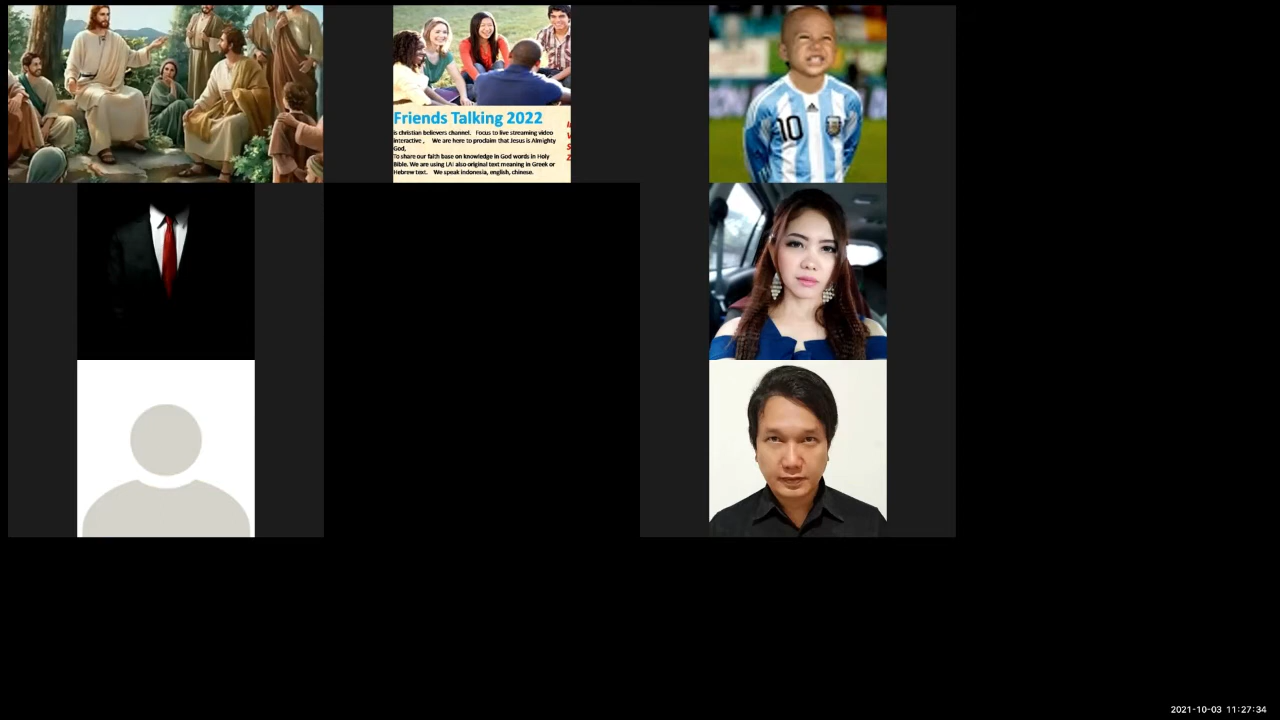 Friends Talking 2022
is christian believers channel. Focus to live streaming video
interactive , We are here to proclaim that Jesus is Almighty
God,
To share our faith base on knowledge in God words in Holy
Bible. We are using LAI also original text meaning in Greek or
Hebrew text. We speak indonesia, english, chinese.
10
2021-10-03 11:27:34